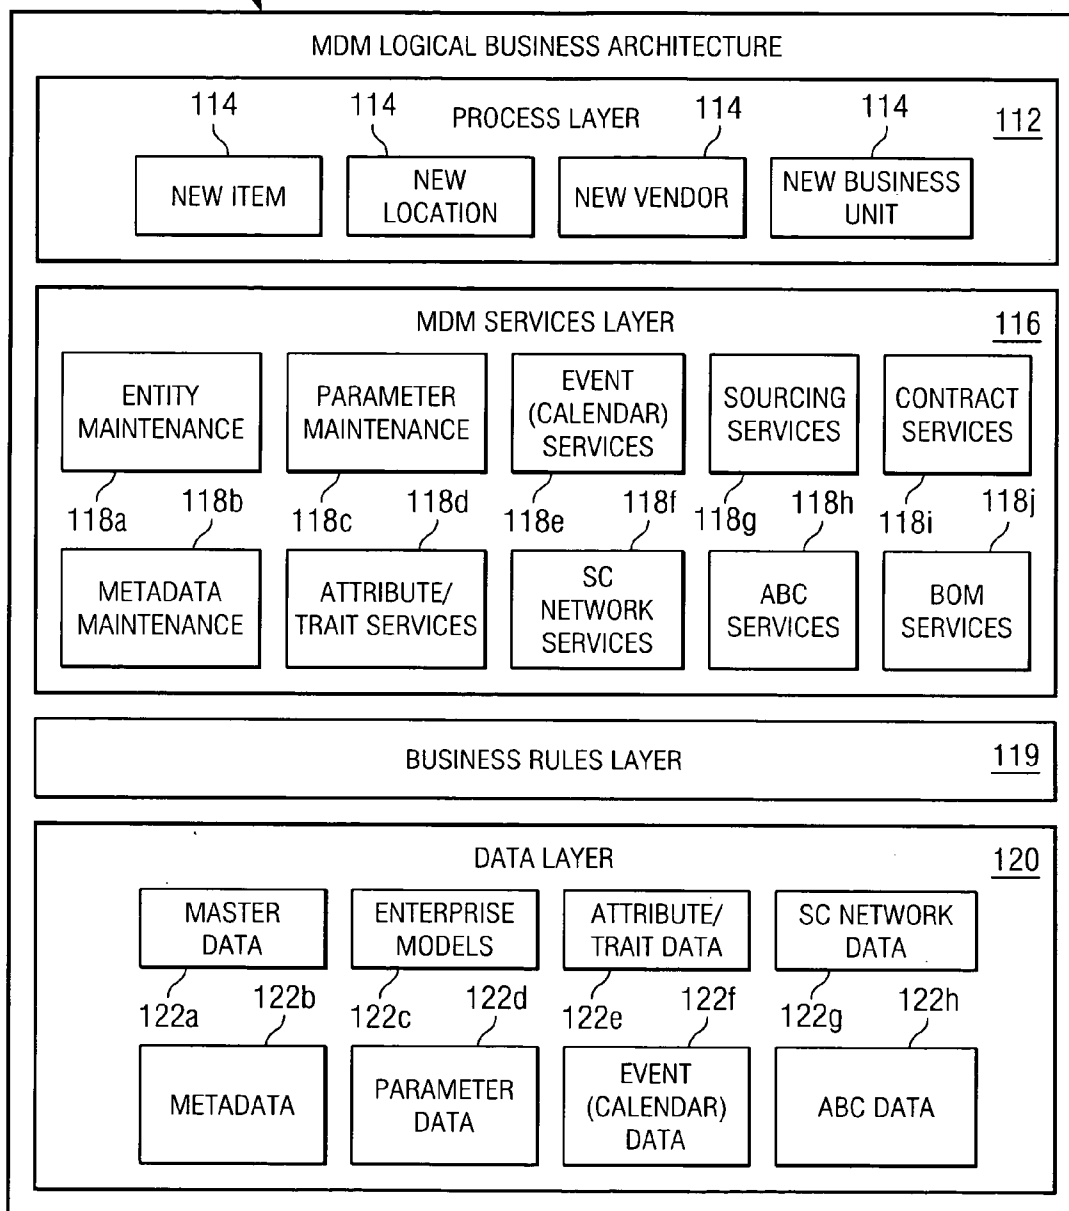 MDM LOGICAL BUSINESS ARCHITECTURE
114 114 114 114
PROCESS LAYER 112
NEW ITEM
NEW
LOCATION
NEW VENDOR
NEW BUSINESS
UNIT
MDM SERVICES LAYER 116
ENTITY
MAINTENANCE
PARAMETER
MAINTENANCE
EVENT
(CALENDAR)
SERVICES
SOURCING
SERVICES
CONTRACT
SERVICES
118a 118b 118c 118d 118e 118f 118g 118h 118i 118j
METADATA
MAINTENANCE
ATTRIBUTE/
TRAIT SERVICES
SC
NETWORK
SERVICES
ABC
SERVICES
BOM
SERVICES
BUSINESS RULES LAYER 119
DATA LAYER 120
MASTER
DATA
ENTERPRISE
MODELS
ATTRIBUTE/
TRAIT DATA
SC NETWORK
DATA
122a 122b 122c 122d 122e 122f 122g 122h
METADATA
PARAMETER
DATA
EVENT
(CALENDAR)
DATA
ABC DATA